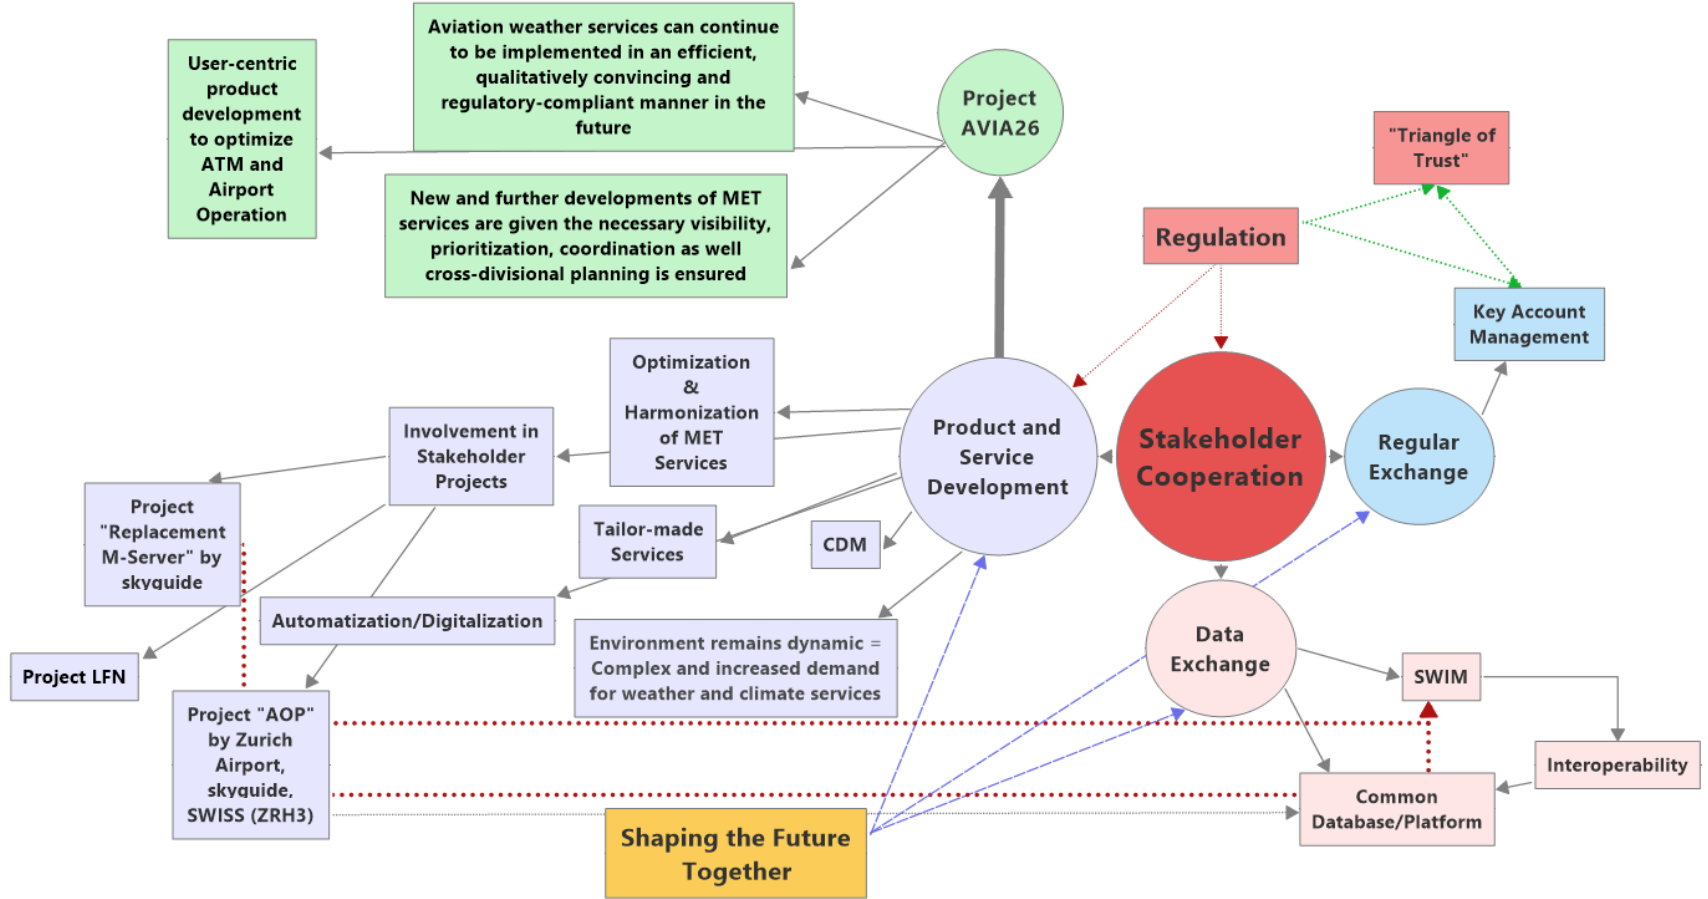 Aviation weather services can continue
to be implemented in an efficient,
qualitatively convincing and
regulatory-compliant manner in the
future
User-centric
product
development
to optimize
ATM and
Airport
Operation
Project
AVIA26
"Triangle of
Trust"
New and further developments of MET
services are given the necessary visibility,
prioritization, coordination as well
cross-divisional planning is ensured
Regulation
Key Account
Management
Optimization
&
Harmonization
of MET
Services
Involvement in
Stakeholder
Projects
Product and
Service
Development
Stakeholder
Cooperation
Regular
Exchange
Project
"Replacement
M-Server" by
skyguide
Tailor-made
Services
CDM
Automatization/Digitalization
Environment remains dynamic =
Complex and increased demand
for weather and climate services
Data
Exchange
SWIM
Project LFN
Project "AOP"
by Zurich
Airport,
skyguide,
SWISS (ZRH3)
Interoperability
Common
Database/Platform
Shaping the Future
Together